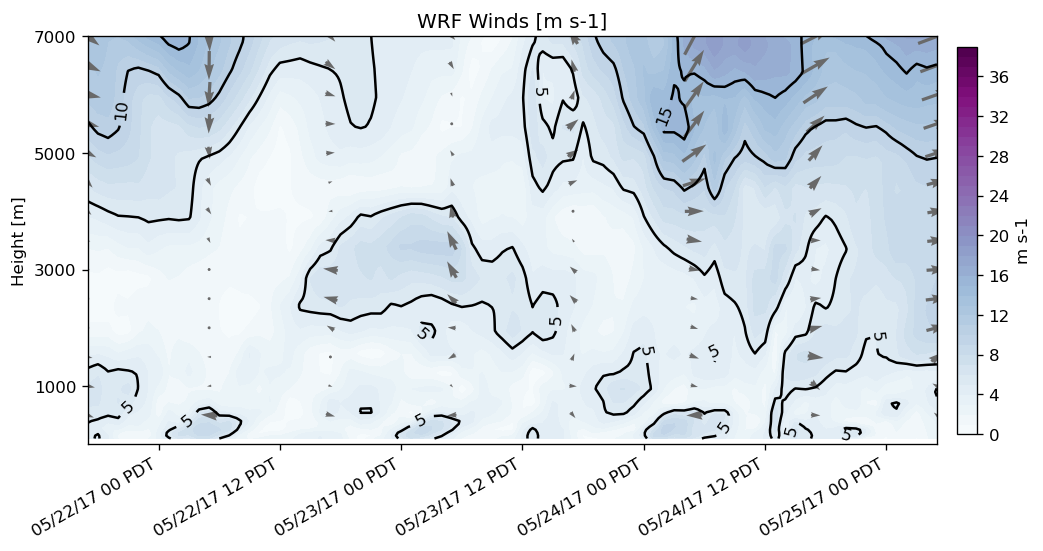 WRF Winds [m s-1]
7000
5000
3000
1000
Height [m]
10
5
15
5
5
5
5
5
5
5
5
5
5
5
05/22/17 00 PDT
05/22/17 12 PDT
05/23/17 00 PDT
05/23/17 12 PDT
05/24/17 00 PDT
05/24/17 12 PDT
05/25/17 00 PDT
36
32
28
24
20
16
12
8
4
0
m s-1